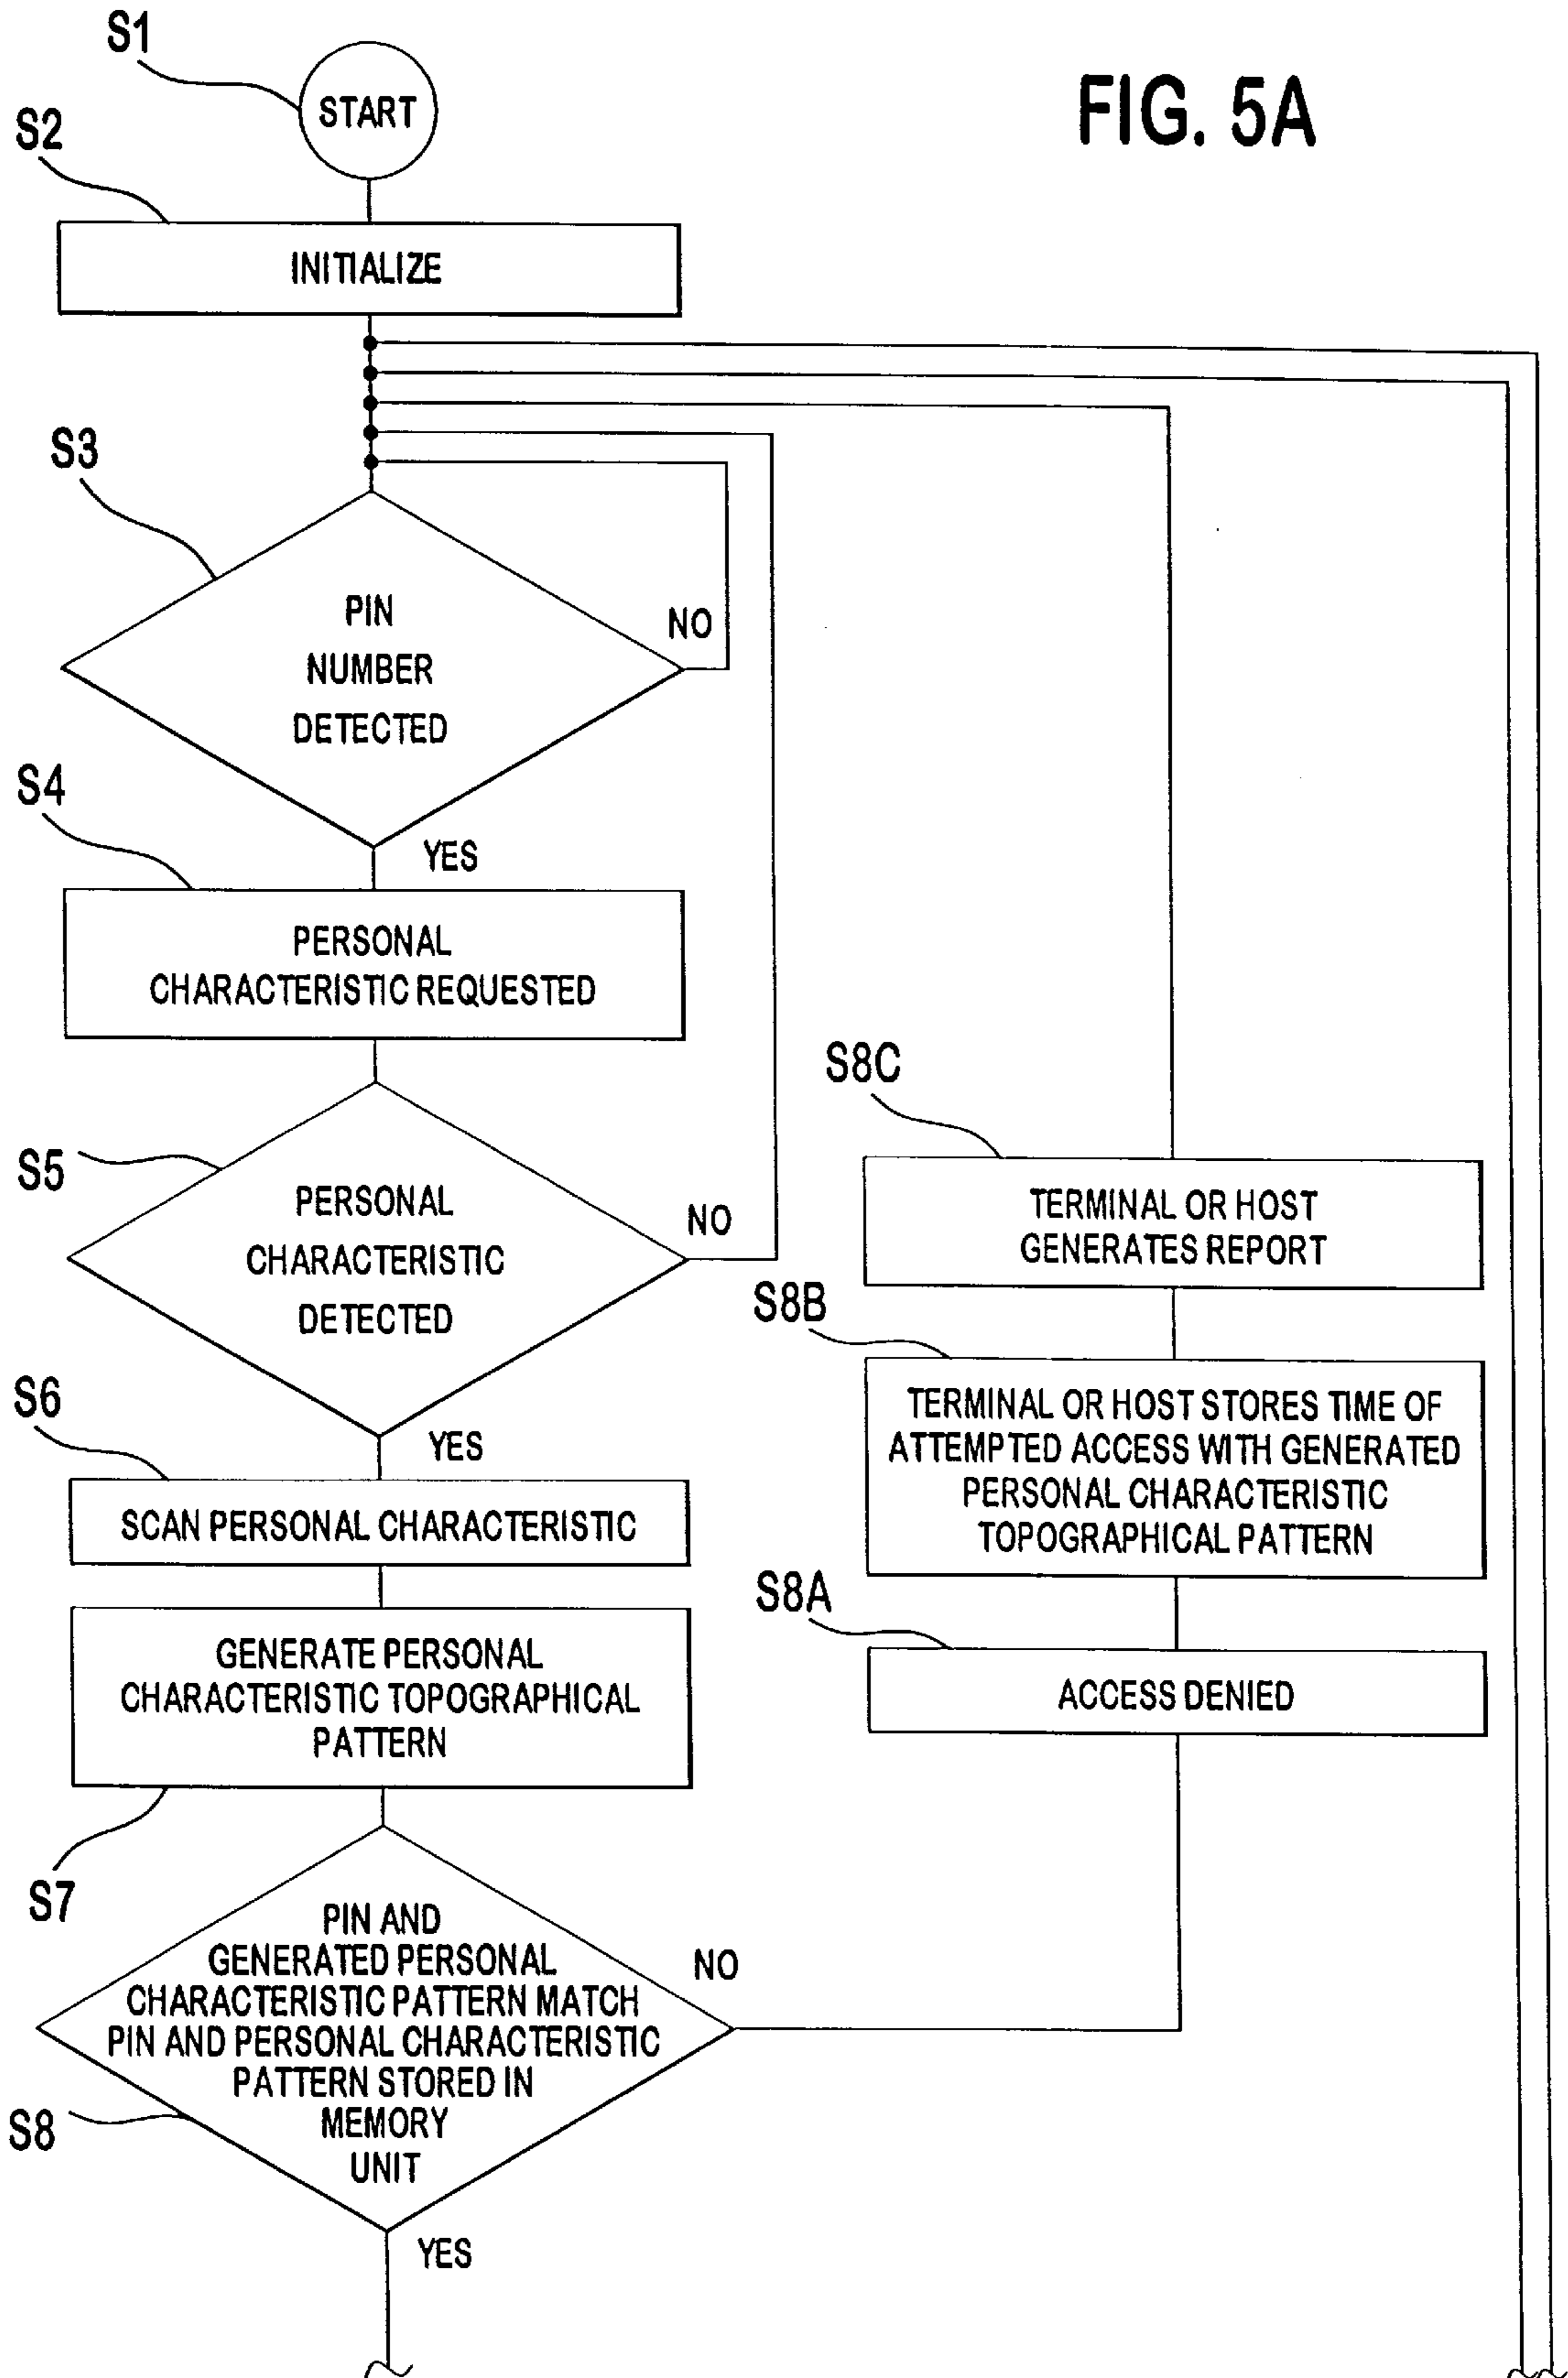 FIG. 5A
S1
START
S2
INITIALIZE
S3
PIN
NUMBER
DETECTED
NO
YES
S4
PERSONAL
CHARACTERISTIC REQUESTED
S5
PERSONAL
CHARACTERISTIC
DETECTED
NO
YES
S6
SCAN PERSONAL CHARACTERISTIC
GENERATE PERSONAL
CHARACTERISTIC TOPOGRAPHICAL
PATTERN
S7
PIN AND
GENERATED PERSONAL
CHARACTERISTIC PATTERN MATCH
PIN AND PERSONAL CHARACTERISTIC
PATTERN STORED IN
MEMORY
UNIT
S8
NO
YES
S8C
TERMINAL OR HOST
GENERATES REPORT
S8B
TERMINAL OR HOST STORES TIME OF
ATTEMPTED ACCESS WITH GENERATED
PERSONAL CHARACTERISTIC
TOPOGRAPHICAL PATTERN
S8A
ACCESS DENIED